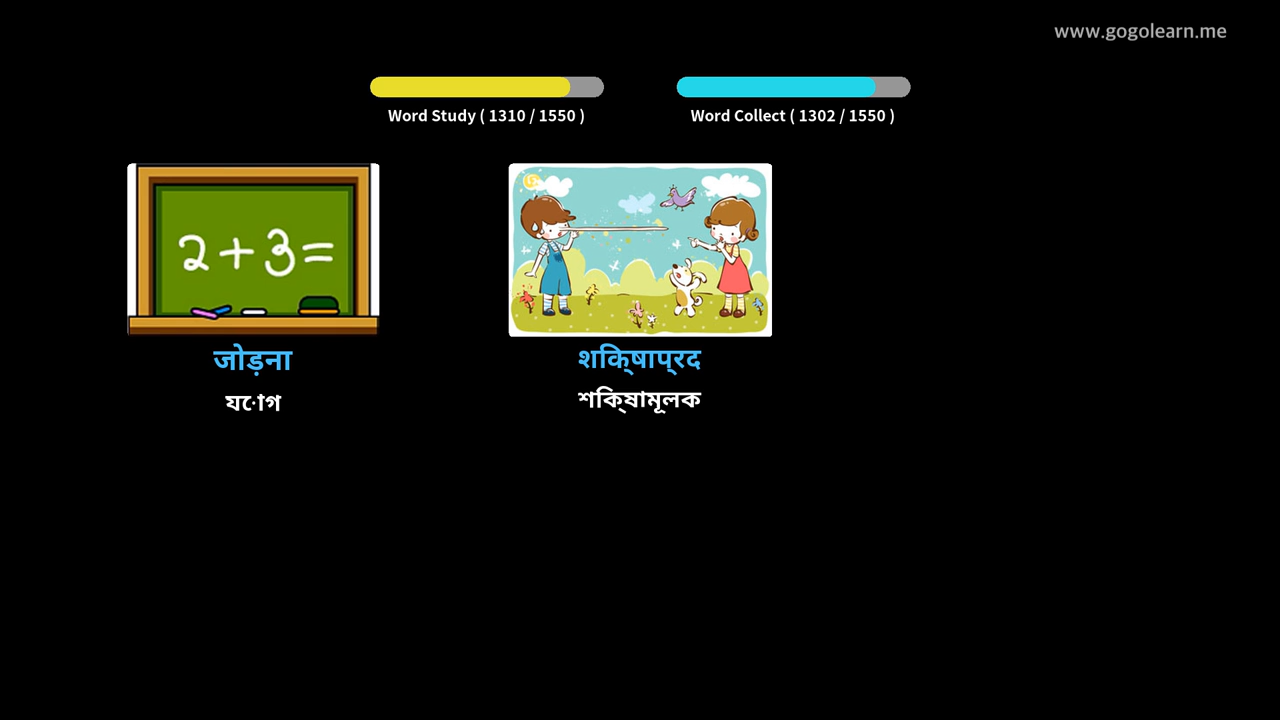 www.gogolearn.me
Word Study ( 1310 / 1550 )
Word Collect ( 1302 / 1550 )
2+3=
जोड़ना
শিক্ষাप्रद
যোগ
শিক্ষামূলক